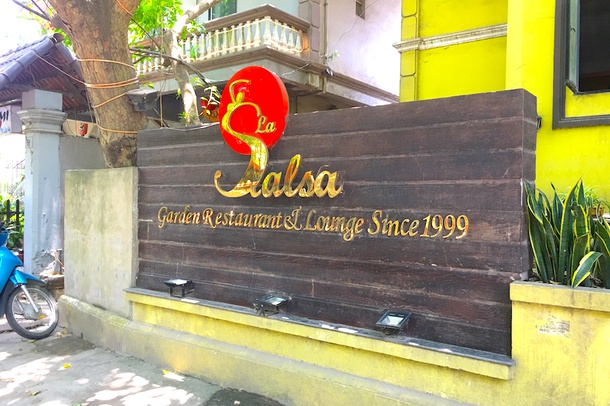 La
Salsa
Garden Restaurant & Lounge Since 1999